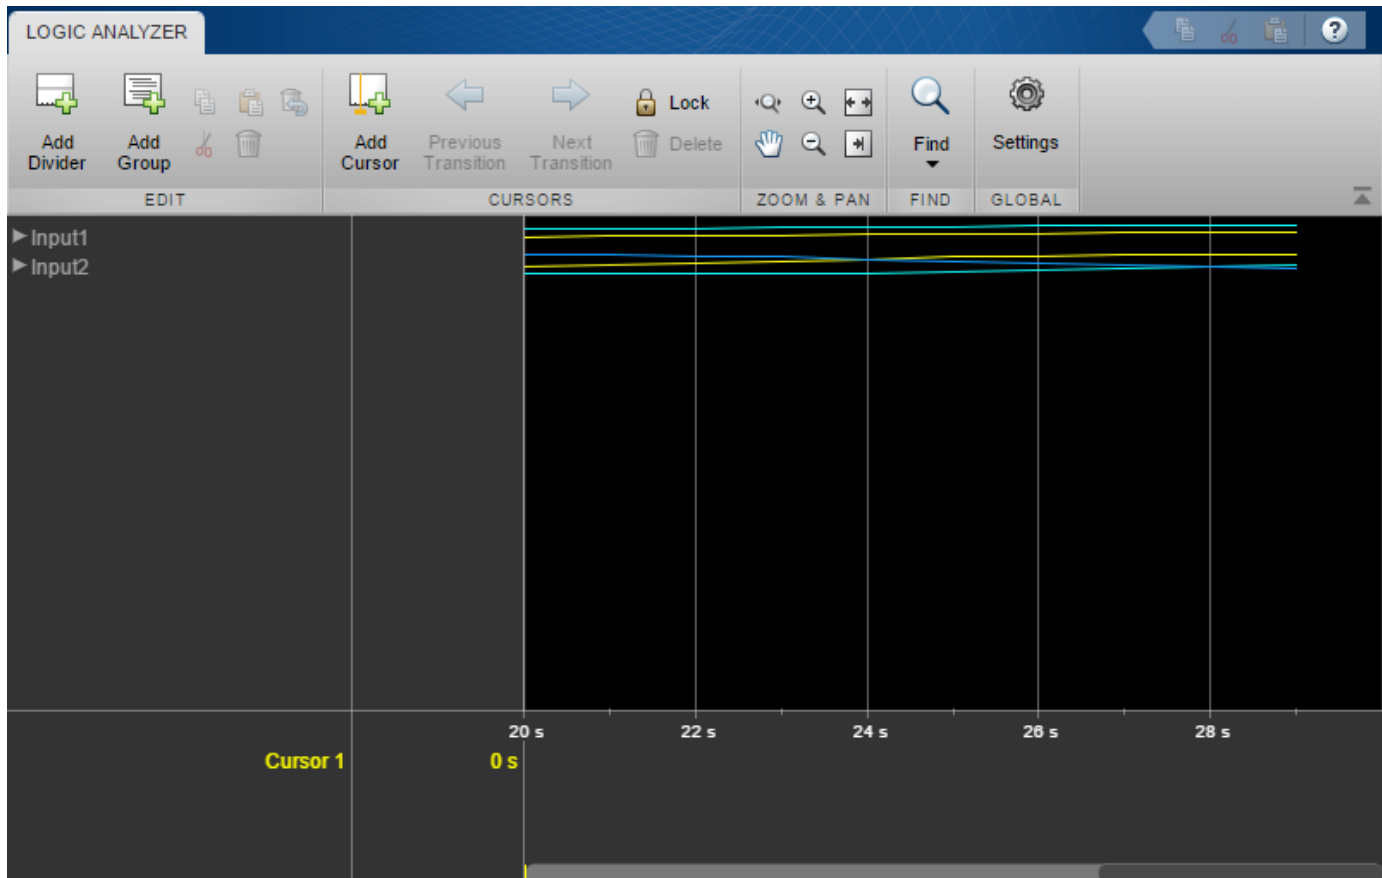 LOGIC ANALYZER
?
Add Divider
Add Group
Add Cursor
Previous Transition
Next Transition
Lock
Delete
Find
Settings
EDIT
CURSORS
ZOOM & PAN
FIND
GLOBAL
Input1
Input2
20 s
22 s
24 s
26 s
28 s
Cursor 1
0 s